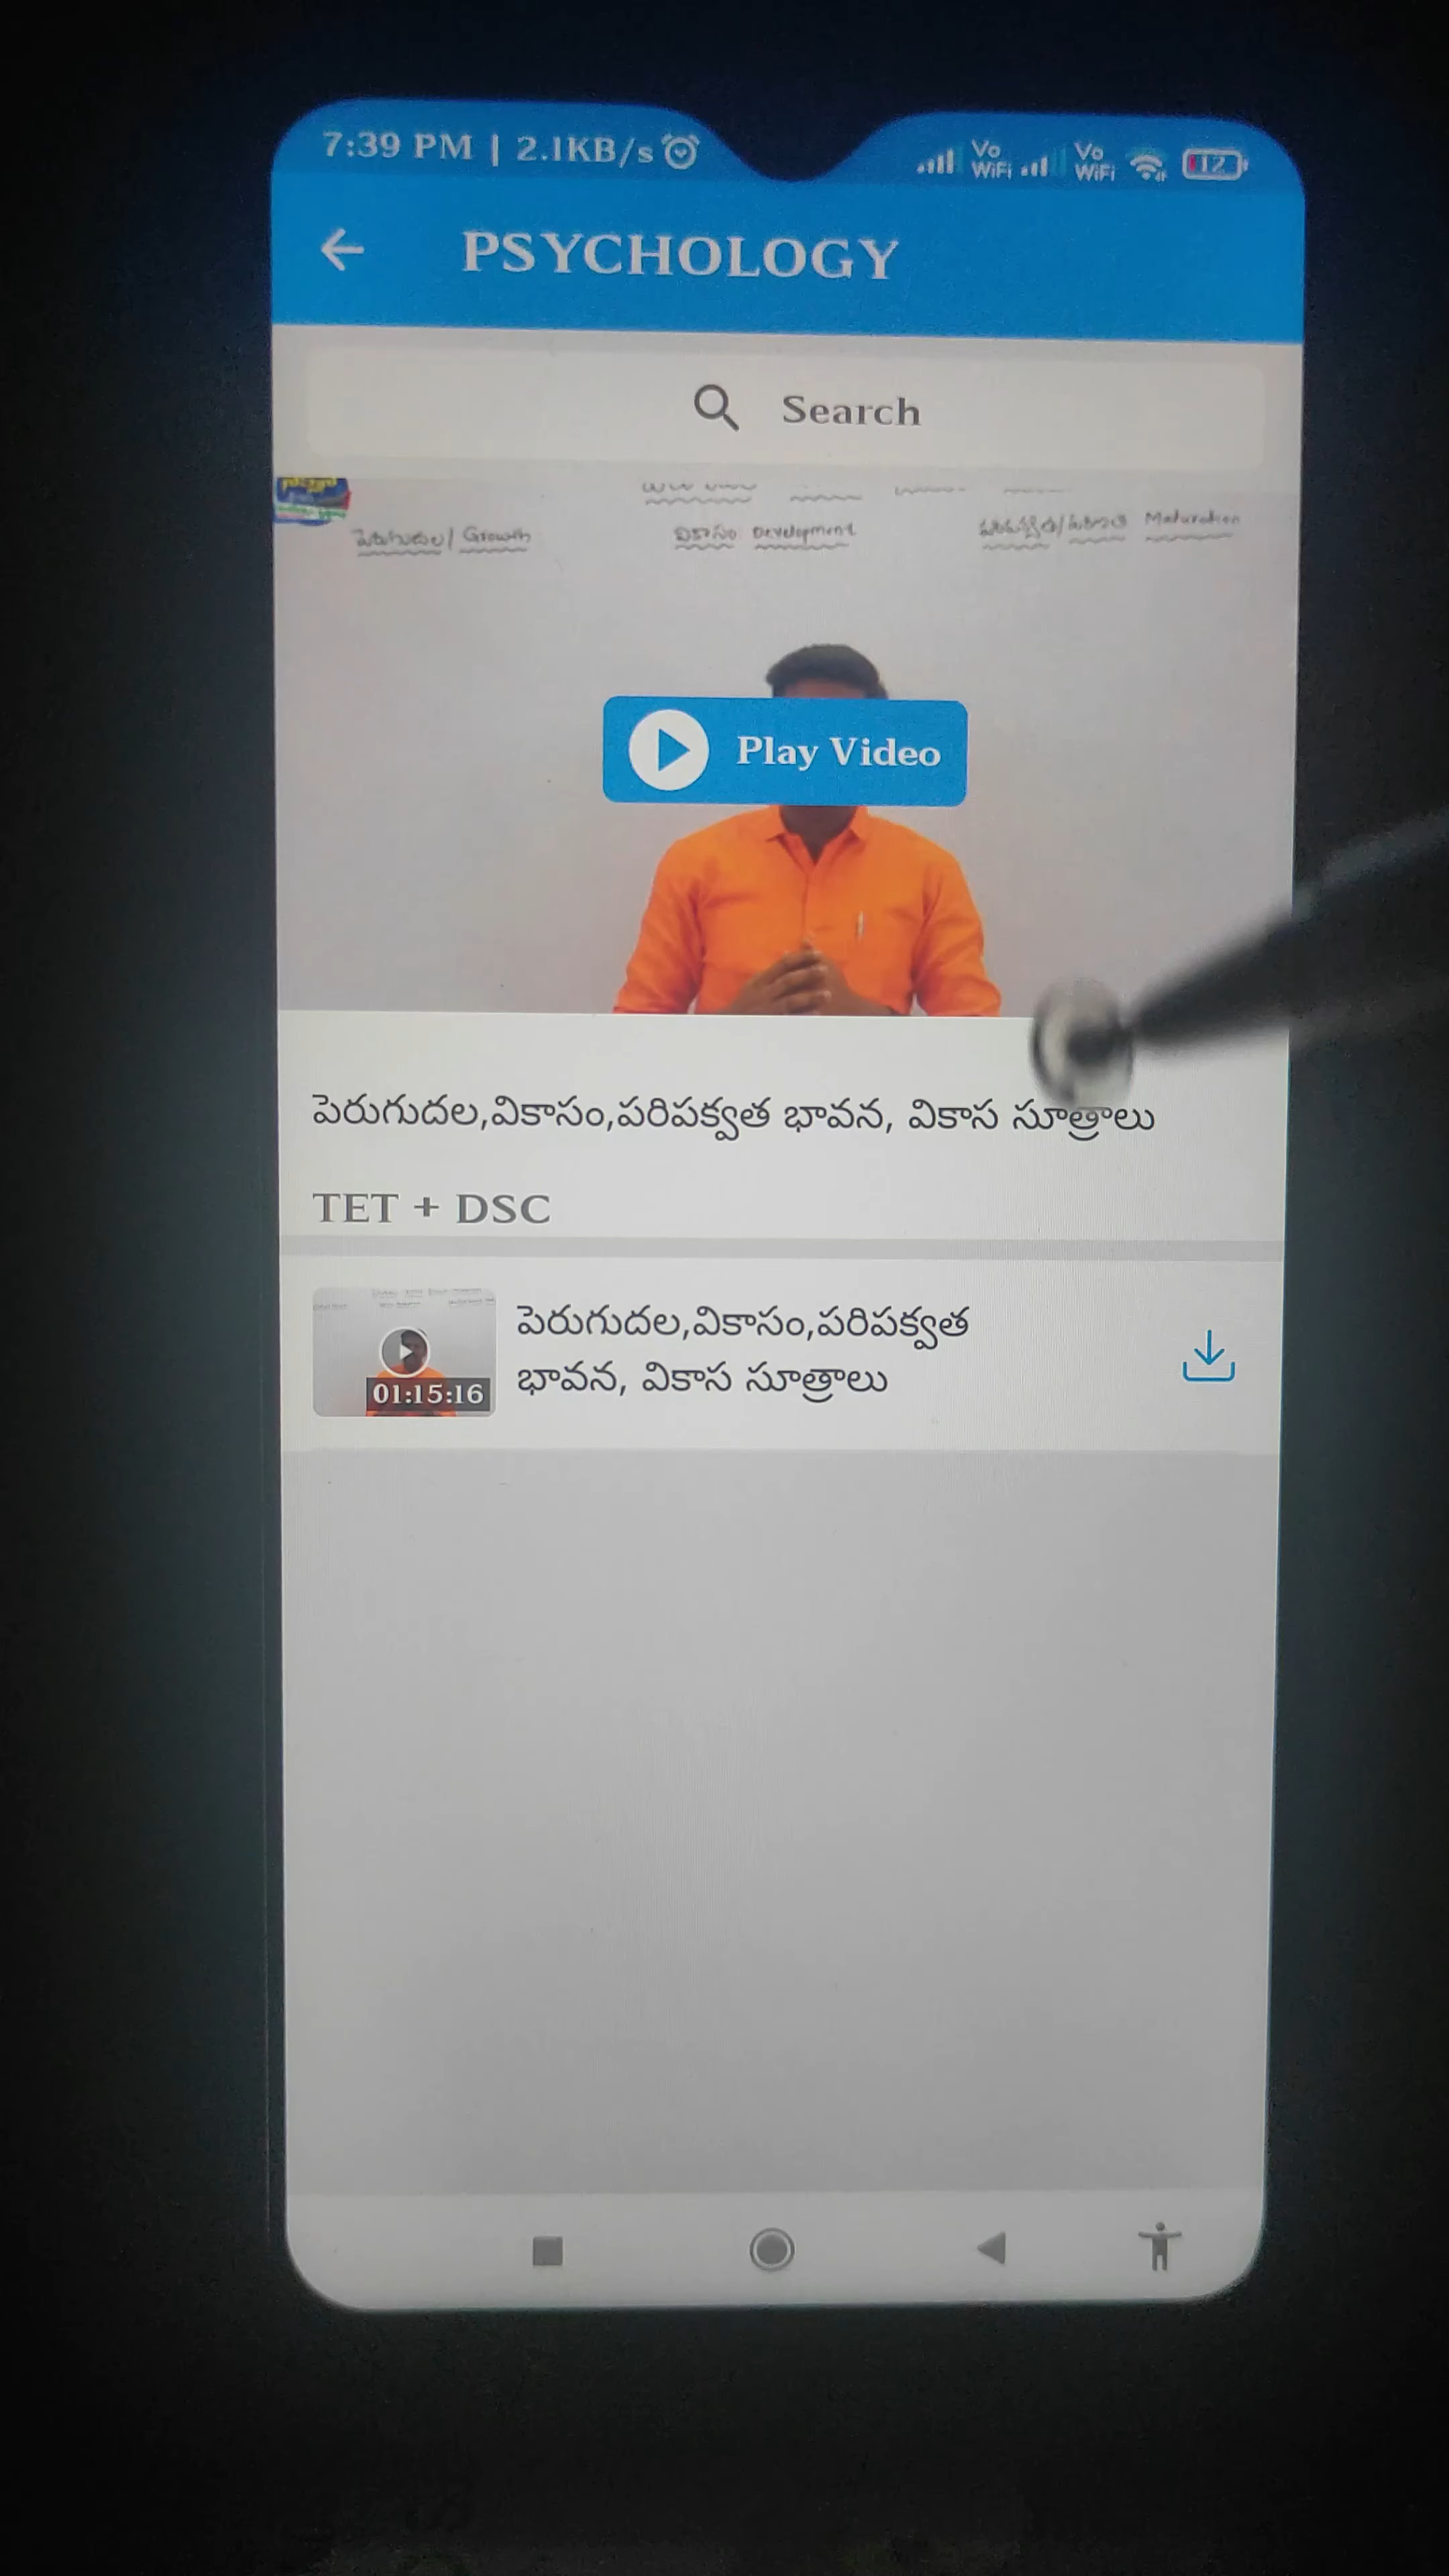 7:39 PM | 2.1KB/s
Vo WiFi Vo WiFi 12
PSYCHOLOGY
Search
పెరుగుదల/ Growth వికాసం Development Maturation
Play Video
పెరుగుదల,వికాసం,పరిపక్వత భావన, వికాస సూత్రాలు
TET + DSC
పెరుగుదల,వికాసం,పరిపక్వత
భావన, వికాస సూత్రాలు
01:15:16